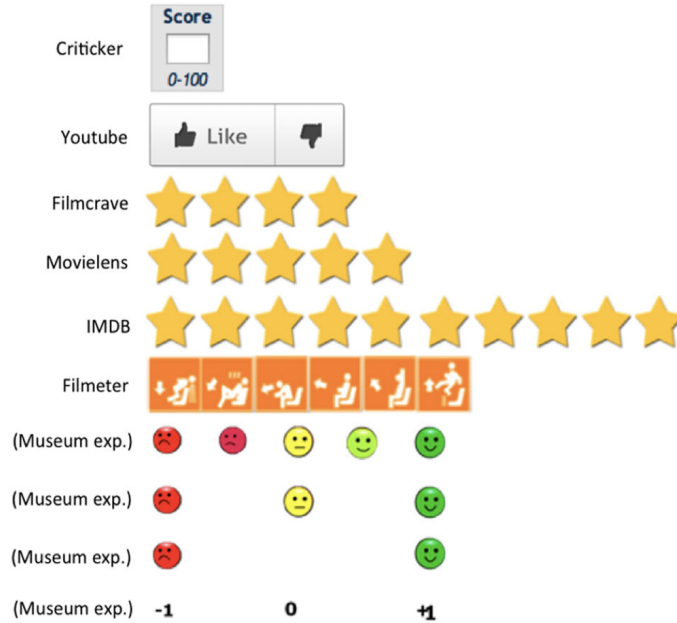 Score
Criticker
0-100
Youtube Like
Filmcrave
Movielens
IMDB
Filmeter
(Museum exp.)
(Museum exp.)
(Museum exp.)
(Museum exp.) -1 0 +1